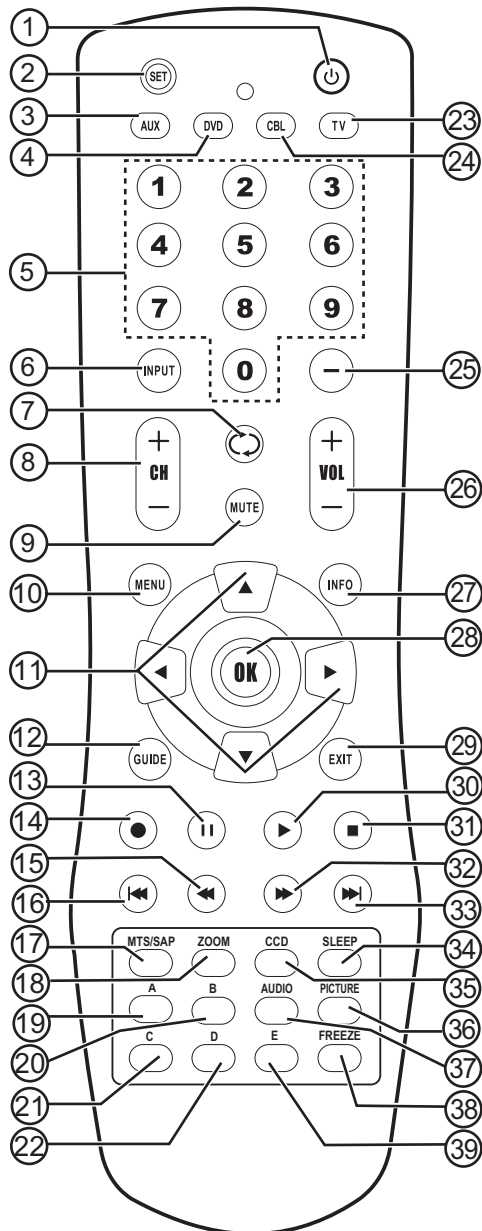 1
2 SET
3 AUX DVD CBL TV 23
4 24
1 2 3
4 5 6
5
7 8 9
6 INPUT 0 − 25
7
+ +
8 CH VOL 26
− −
9 MUTE
MENU INFO
10 27
28
11 OK
12 GUIDE EXIT 29
13 30
14 31
15 32
16 33
17 MTS/SAP ZOOM CCD SLEEP 34
18 35
A B AUDIO PICTURE
19 36
20 37
C D E FREEZE
21 38
22 39